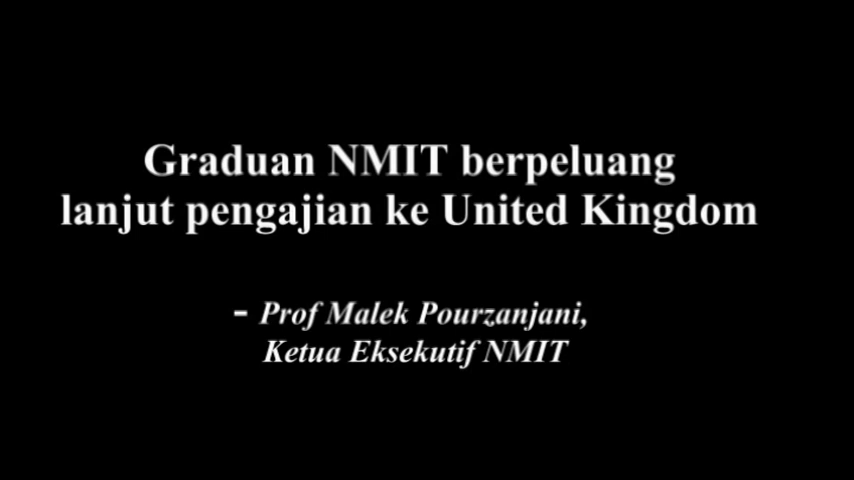 Graduan NMIT berpeluang
lanjut pengajian ke United Kingdom
- Prof Malek Pourzanjani,
Ketua Eksekutif NMIT